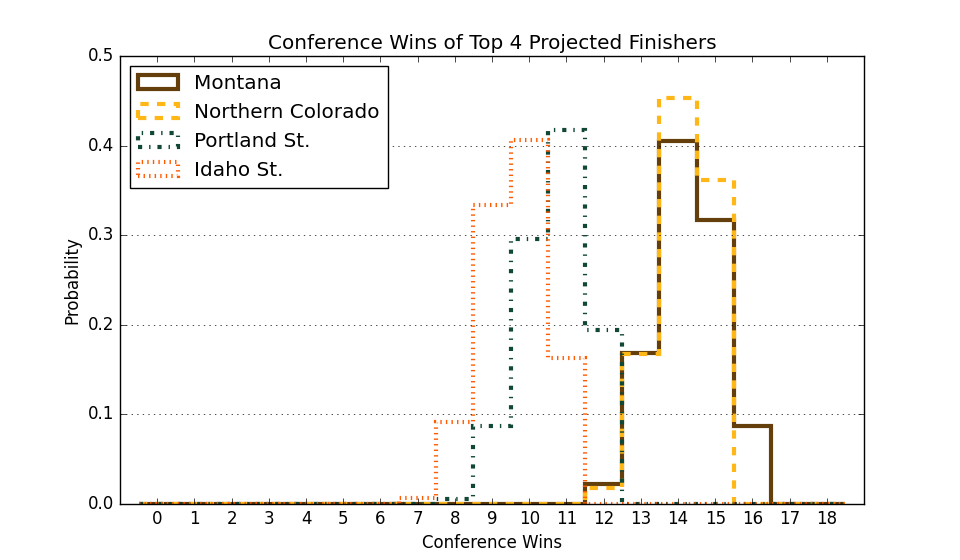 Conference Wins of Top 4 Projected Finishers
0.5
0.4
0.3
0.2
0.1
0.0
Probability
Montana
Northern Colorado
Portland St.
Idaho St.
0 1 2 3 4 5 6 7 8 9 10 11 12 13 14 15 16 17 18
Conference Wins